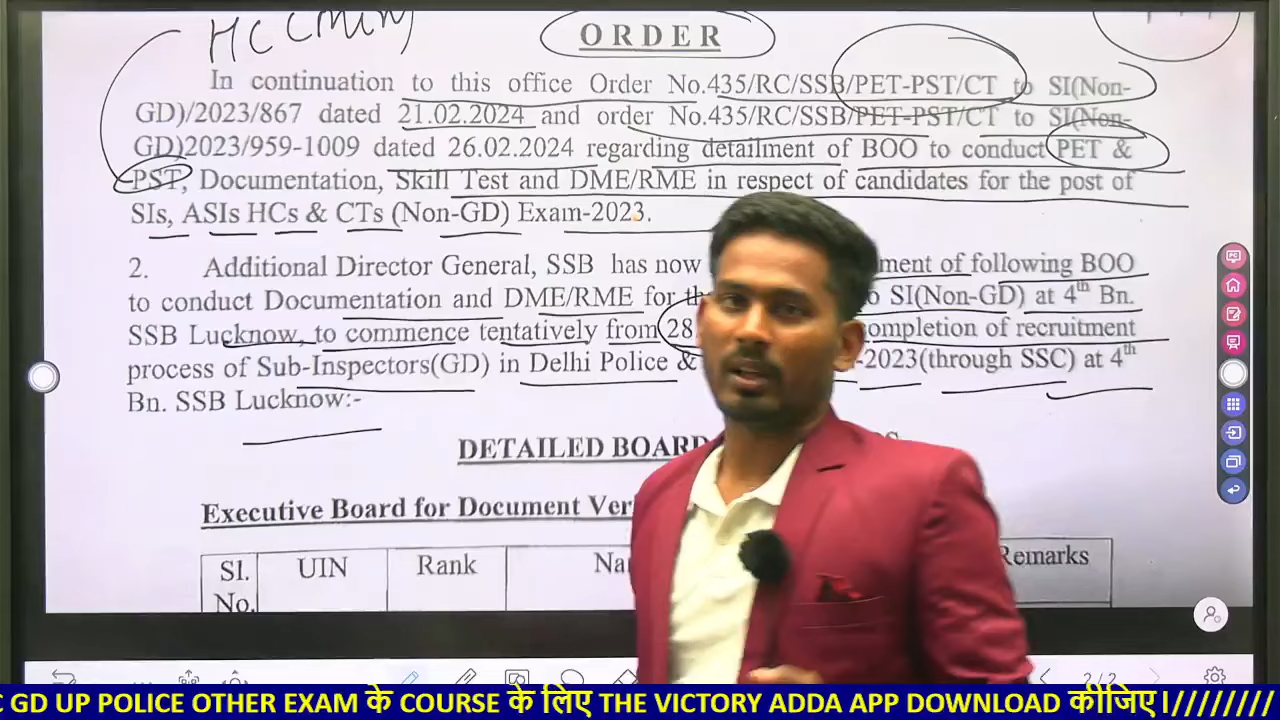 HC (Min)
ORDER
In continuation to this office Order No.435/RC/SSB/PET-PST/CT to SI(Non-
GD)/2023/867 dated 21.02.2024 and order No.435/RC/SSB/PET-PST/CT to SI(Non-
GD)2023/959-1009 dated 26.02.2024 regarding detailment of BOO to conduct PET &
PST, Documentation, Skill Test and DME/RME in respect of candidates for the post of
SIs, ASIs HCs & CTs (Non-GD) Exam-2023.
2. Additional Director General, SSB has now ment of following BOO
to conduct Documentation and DME/RME for o SI(Non-GD) at 4th Bn.
SSB Lucknow, to commence tentatively from 28 ompletion of recruitment
process of Sub-Inspectors(GD) in Delhi Police & -2023(through SSC) at 4th
Bn. SSB Lucknow:-
DETAILED BOARD
Executive Board for Document Ver
Sl. No. UIN Rank Na Remarks
2/2
C GD UP POLICE OTHER EXAM के COURSE के लिए THE VICTORY ADDA APP DOWNLOAD कीजिए।////////